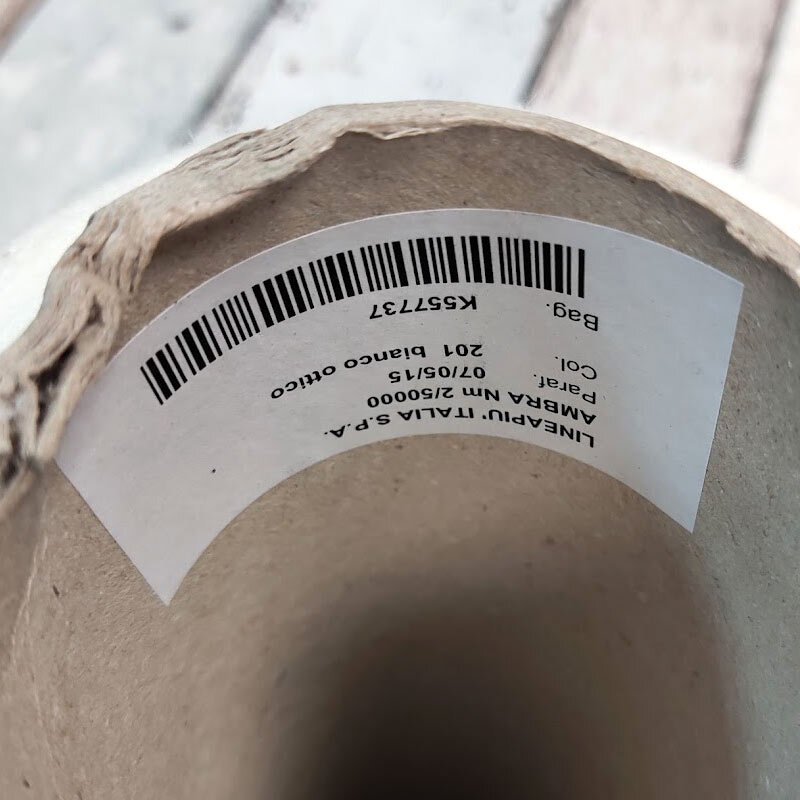 LINEAPIU' ITALIA S.P.A.
AMBRA Nm 2/50000
Paraf. 07/05/15
Col. 201 bianco ottico
Bag. K557737